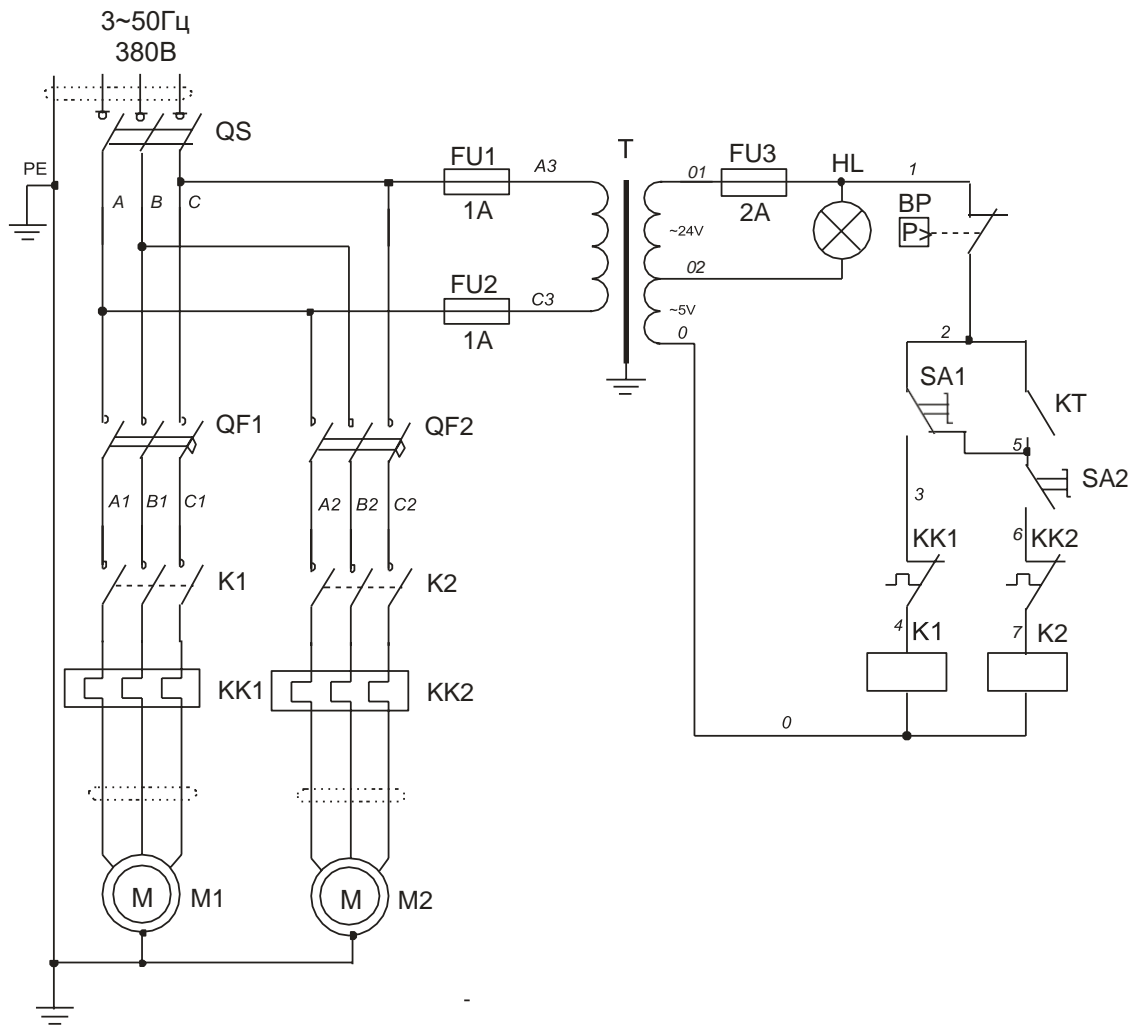 3~50Гц
380В
QS
PE
A B C
FU1
1A
A3
FU2
1A
C3
T
01
FU3
2A
HL
1
BP
P>
~24V
02
~5V
0
2
SA1
KT
5
SA2
3
6
KK1
KK2
4
K1
7
K2
0
QF1
QF2
A1 B1 C1
A2 B2 C2
K1
K2
KK1
KK2
M
M1
M
M2
-